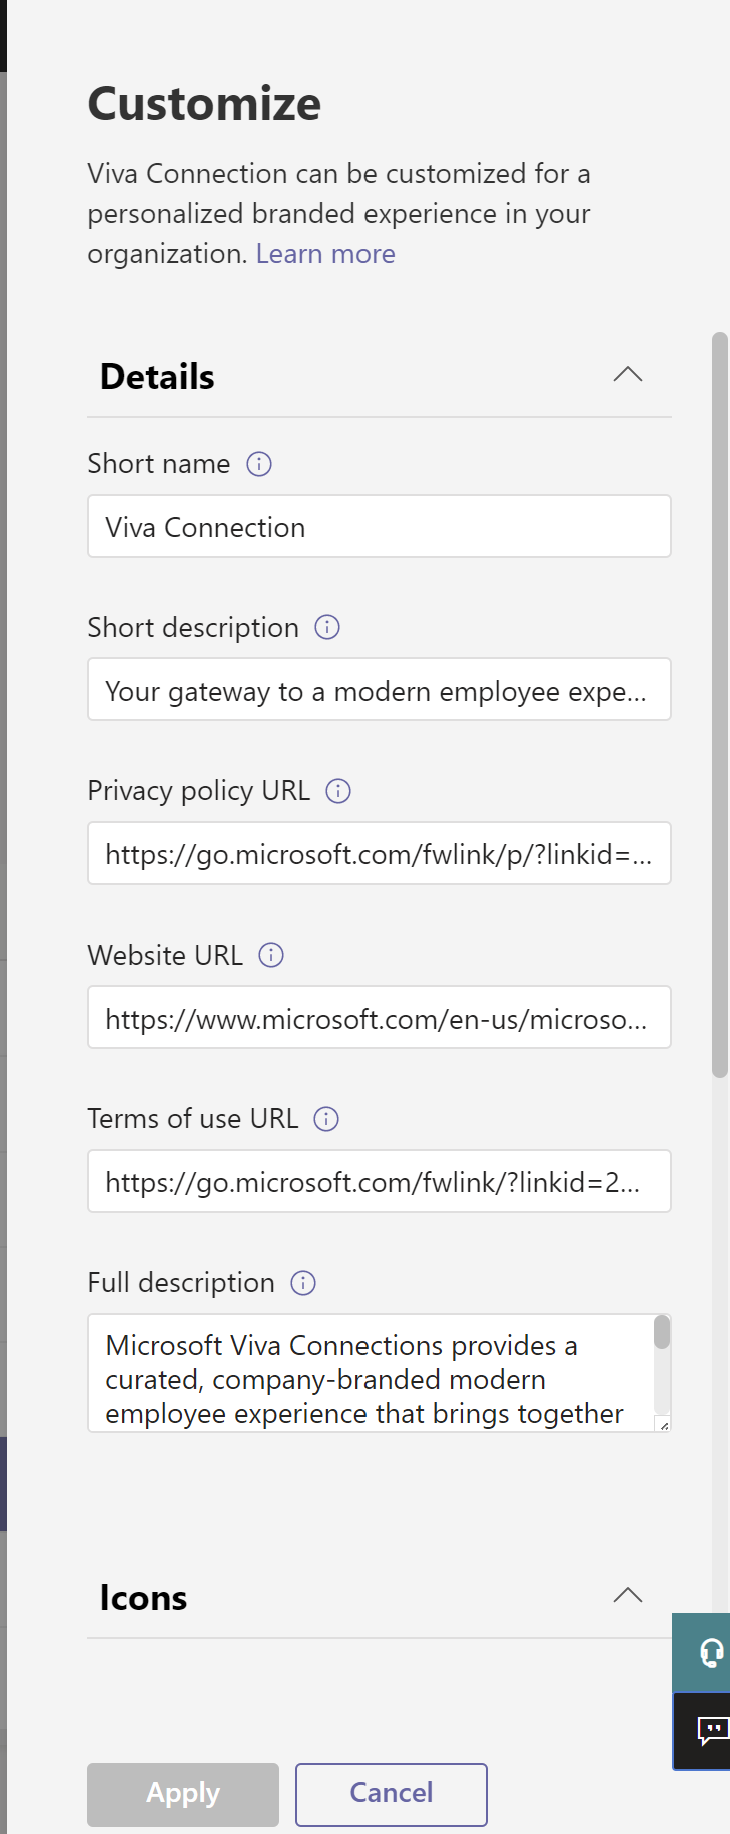 Customize
Viva Connection can be customized for a
personalized branded experience in your
organization. Learn more
Details
Short name
Viva Connection
Short description
Your gateway to a modern employee expe...
Privacy policy URL
https://go.microsoft.com/fwlink/p/?linkid=...
Website URL
https://www.microsoft.com/en-us/microso...
Terms of use URL
https://go.microsoft.com/fwlink/?linkid=2...
Full description
Microsoft Viva Connections provides a
curated, company-branded modern
employee experience that brings together
Icons
Apply Cancel